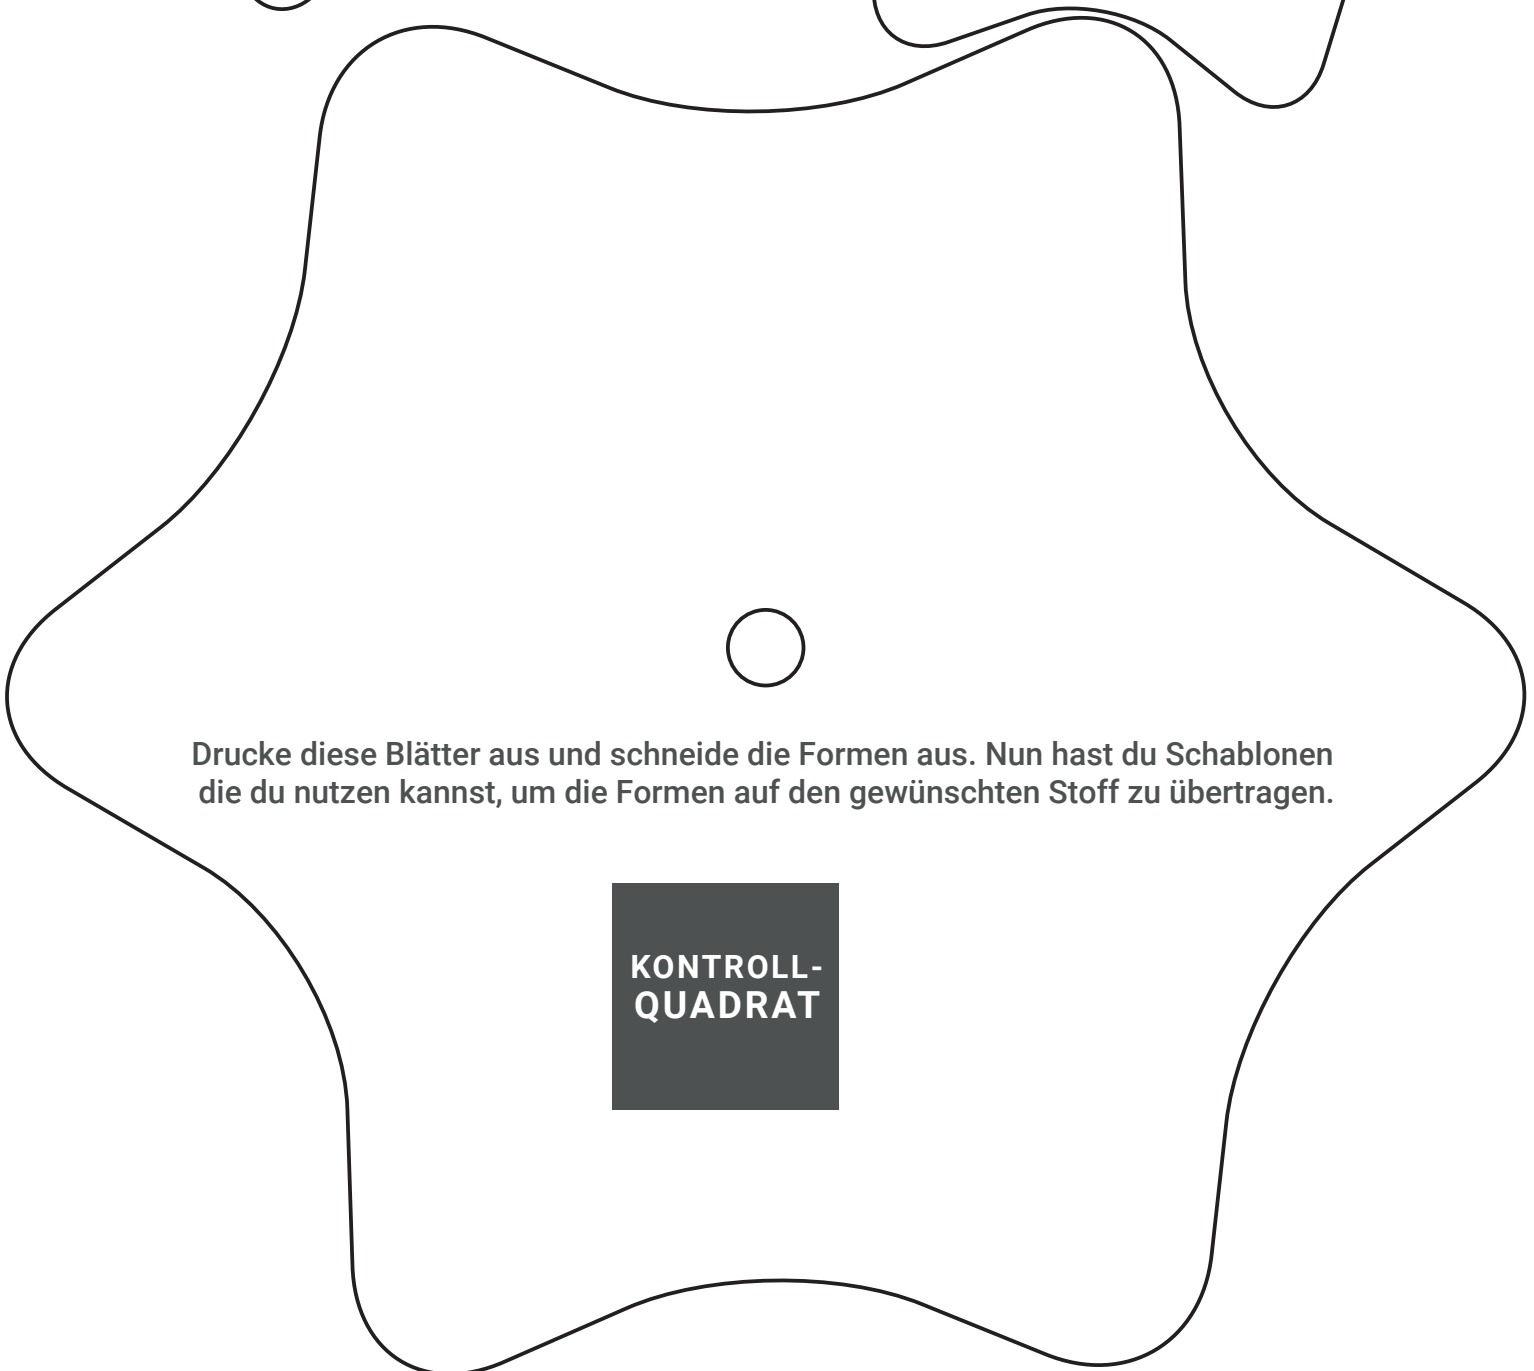 Drucke diese Blätter aus und schneide die Formen aus. Nun hast du Schablonen
die du nutzen kannst, um die Formen auf den gewünschten Stoff zu übertragen.
KONTROLL-
QUADRAT